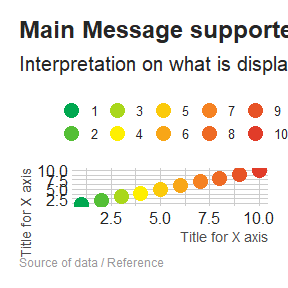 Main Message supporte
Interpretation on what is displa
1 3 5 7 9
2 4 6 8 10
10.0
7.5
5.0
2.5
Title for X axis
2.5 5.0 7.5 10.0
Title for X axis
Source of data / Reference